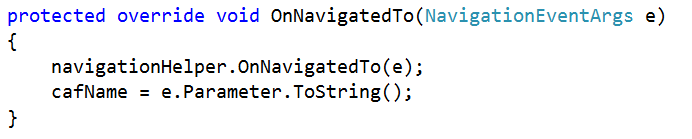 protected override void OnNavigatedTo(NavigationEventArgs e)
{
    navigationHelper.OnNavigatedTo(e);
    cafName = e.Parameter.ToString();
}